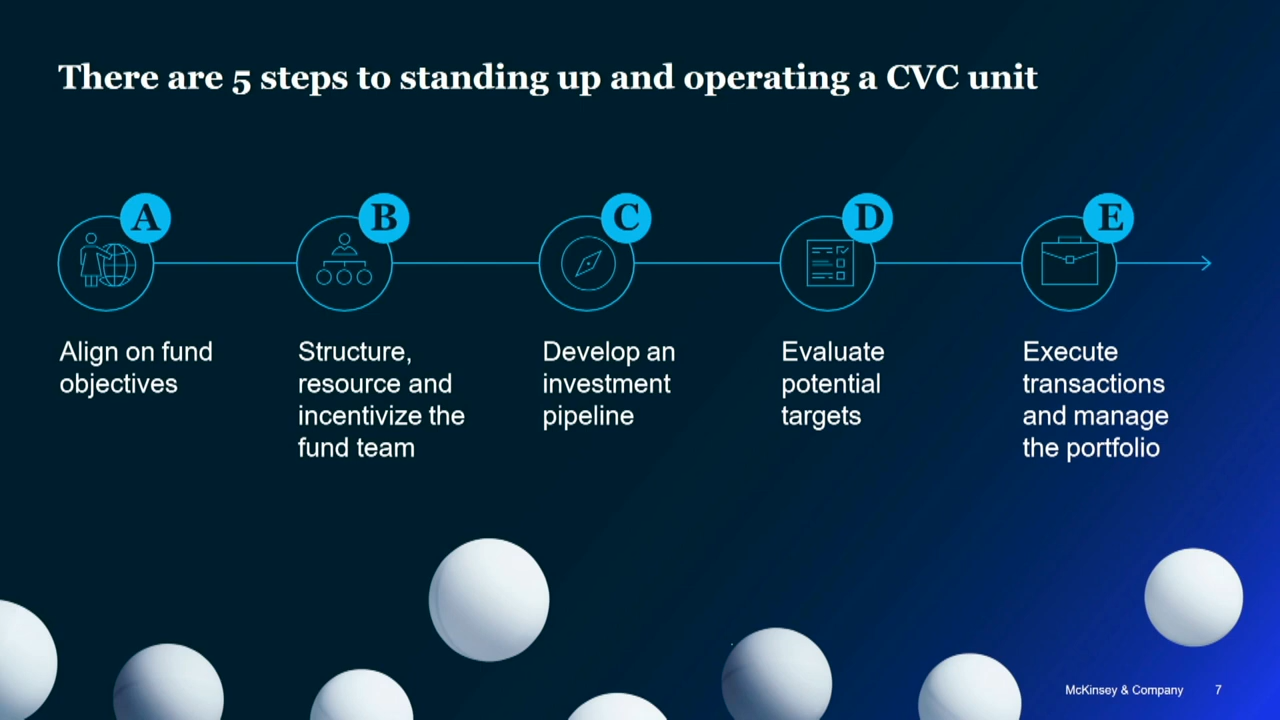 There are 5 steps to standing up and operating a CVC unit
A
B
C
D
E
Align on fund
objectives
Structure,
resource and
incentivize the
fund team
Develop an
investment
pipeline
Evaluate
potential
targets
Execute
transactions
and manage
the portfolio
McKinsey & Company 7